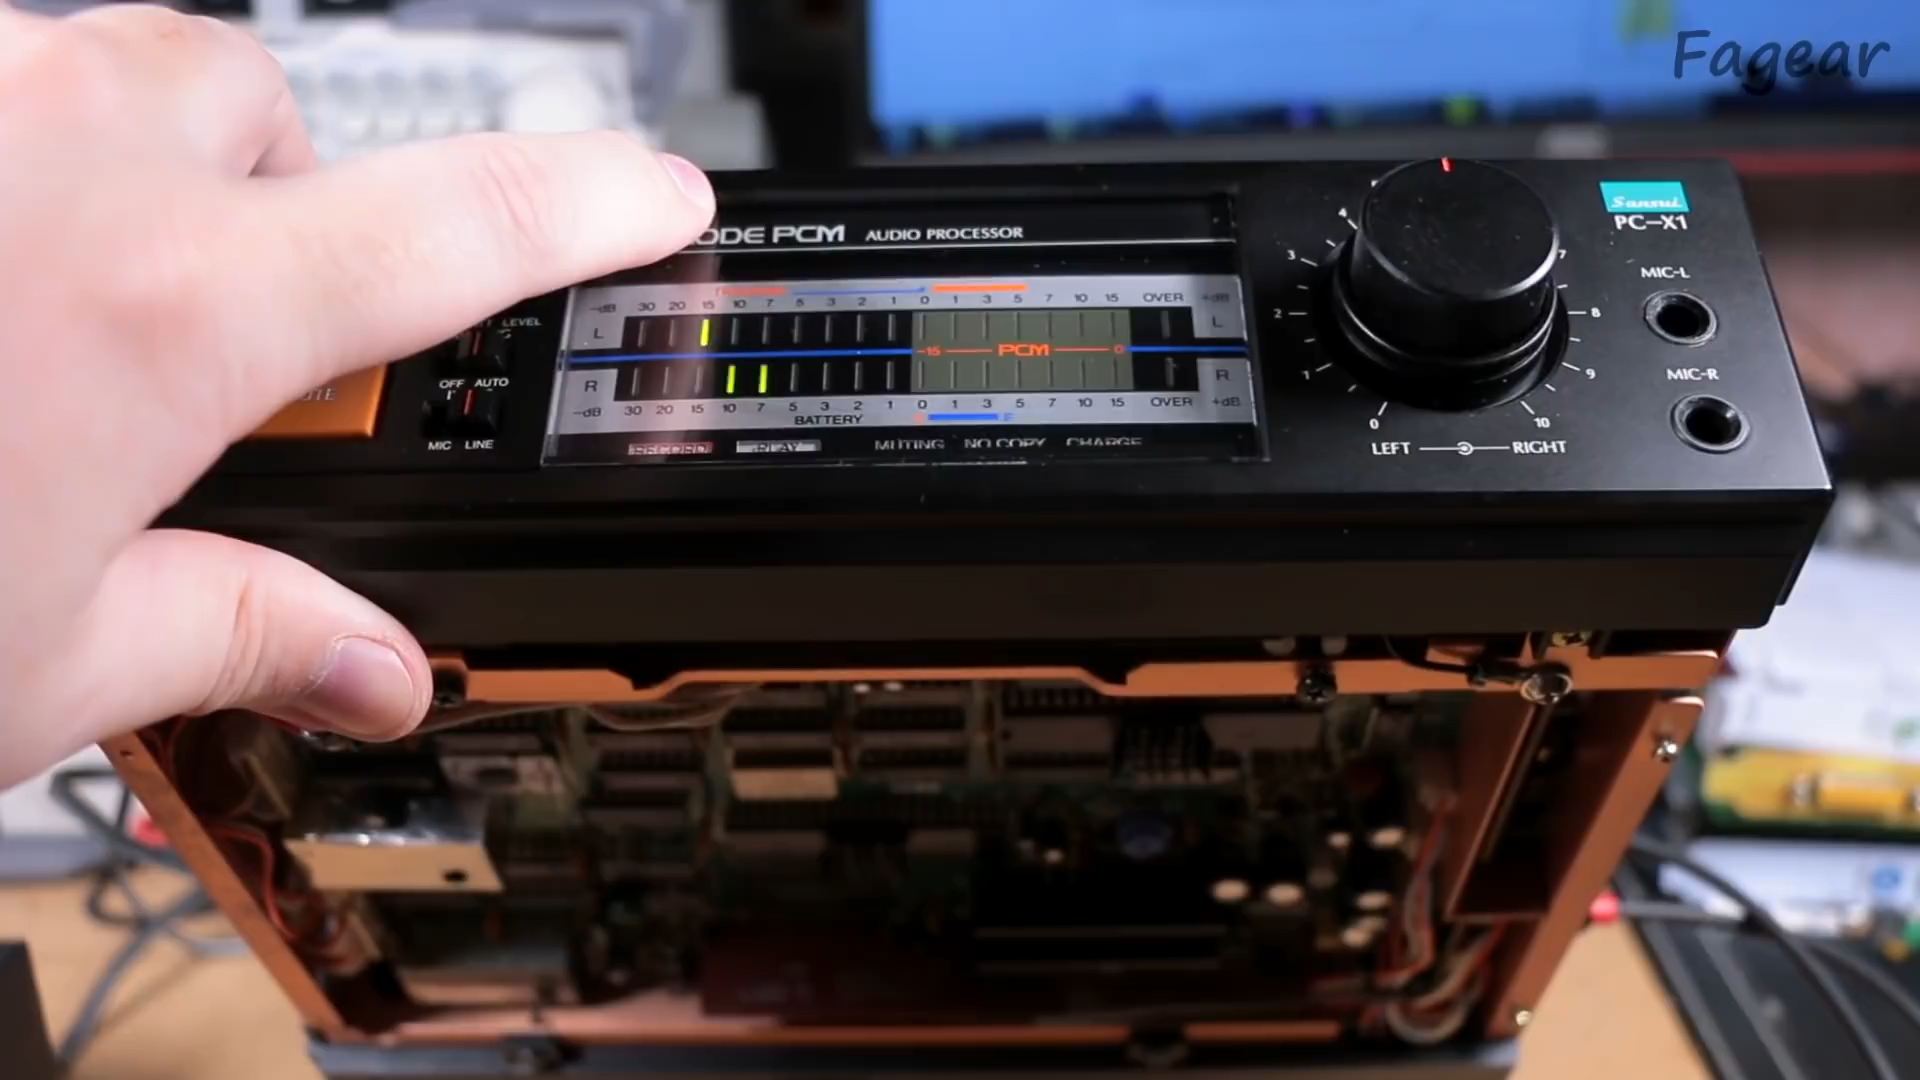 Fagear
Sansui
PC-X1
ODE PCM AUDIO PROCESSOR
-dB 30 20 15 10 7 5 3 2 1 0 1 3 5 7 10 15 OVER +dB
LEVEL
L L
-15 PCM 0
R R
OFF AUTO
-dB 30 20 15 10 7 5 3 2 1 0 1 3 5 7 10 15 OVER +dB
BATTERY F
MIC LINE
RECORD PLAY MUTING NO COPY CHARGE
0 1 2 3 4 7 8 9 10
LEFT RIGHT
MIC-L
MIC-R